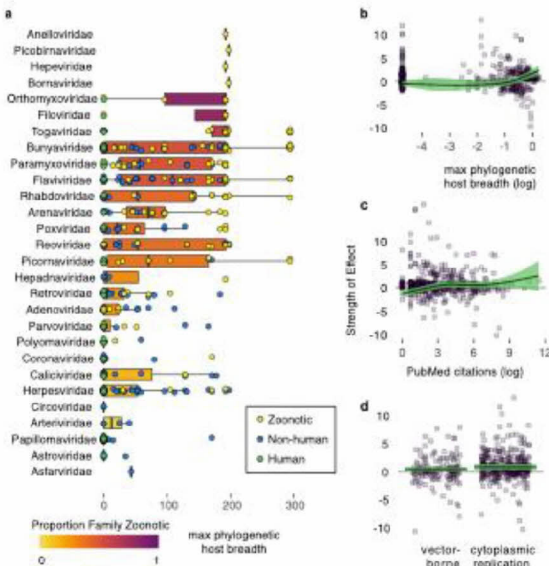 a
Anelloviridae
Picobirnaviridae
Hepeviridae
Bornaviridae
Orthomyxoviridae
Filoviridae
Togaviridae
Bunyaviridae
Paramyxoviridae
Flaviviridae
Rhabdoviridae
Arenaviridae
Poxviridae
Reoviridae
Picornaviridae
Hepadnaviridae
Retroviridae
Adenoviridae
Parvoviridae
Polyomaviridae
Coronaviridae
Caliciviridae
Herpesviridae
Circoviridae
Arteriviridae
Papillomaviridae
Astroviridae
Asfarviridae
0 100 200 300
max phylogenetic
host breadth
Zoonotic
Non-human
Human
Proportion Family Zoonotic
0 1
b
10
5
0
-5
-10
-4 -3 -2 -1 0
max phylogenetic
host breadth (log)
c
Strength of Effect
10
5
0
-5
-10
0 3 6 9 12
PubMed citations (log)
d
10
5
0
-5
-10
vector- cytoplasmic
borne replication